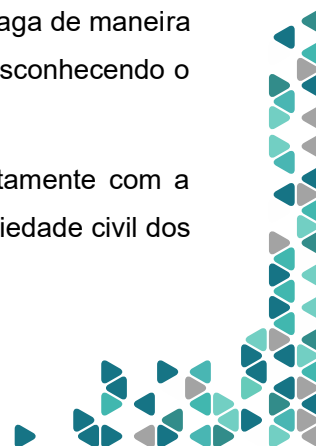 aga de maneira
sconhecendo o
tamente com a
iedade civil dos